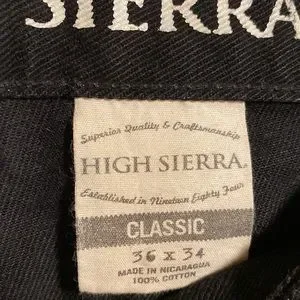 SIERRA
Superior Quality & Craftsmanship
HIGH SIERRA.
Established in Nineteen Eighty Four
CLASSIC
36 x 34
MADE IN NICARAGUA
100% COTTON